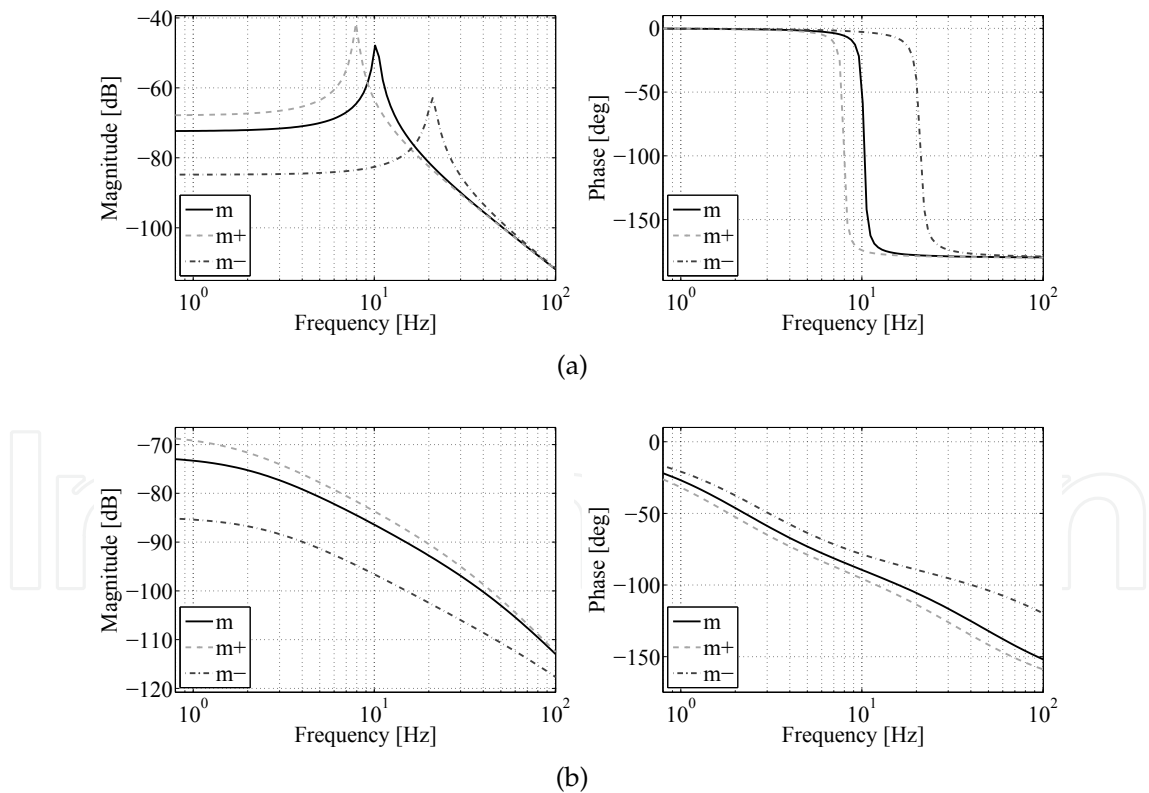 −40
−60
−80
−100
Magnitude [dB]
m
m+
m−
10^0
10^1
10^2
Frequency [Hz]
0
−50
−100
−150
Phase [deg]
m
m+
m−
10^0
10^1
10^2
Frequency [Hz]
(a)
−70
−80
−90
−100
−110
−120
Magnitude [dB]
m
m+
m−
10^0
10^1
10^2
Frequency [Hz]
0
−50
−100
−150
Phase [deg]
m
m+
m−
10^0
10^1
10^2
Frequency [Hz]
(b)